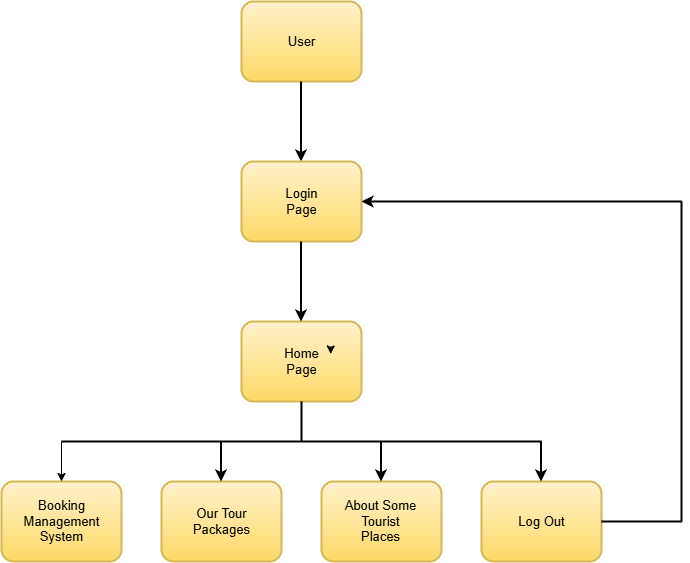 User
Login
Page
Home
Page
Booking
Management
System
Our Tour
Packages
About Some
Tourist
Places
Log Out